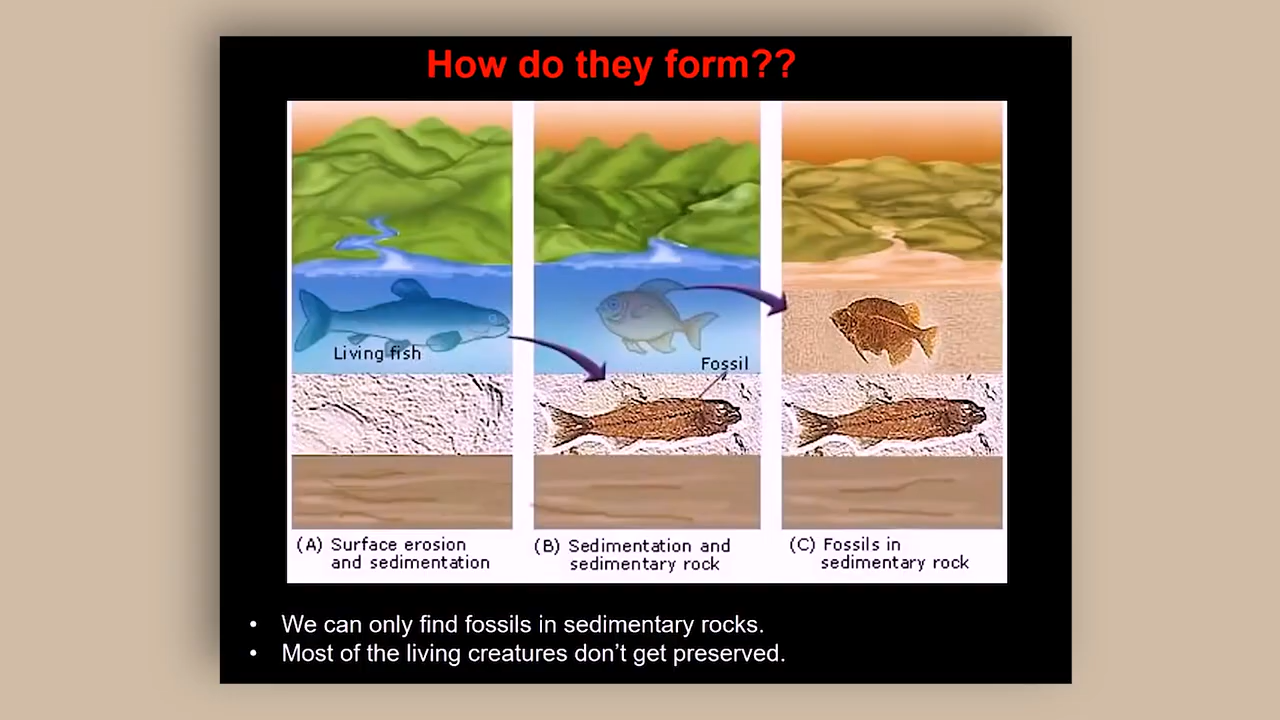 How do they form??
Living fish
Fossil
(A) Surface erosion
and sedimentation
(B) Sedimentation and
sedimentary rock
(C) Fossils in
sedimentary rock
• We can only find fossils in sedimentary rocks.
• Most of the living creatures don't get preserved.